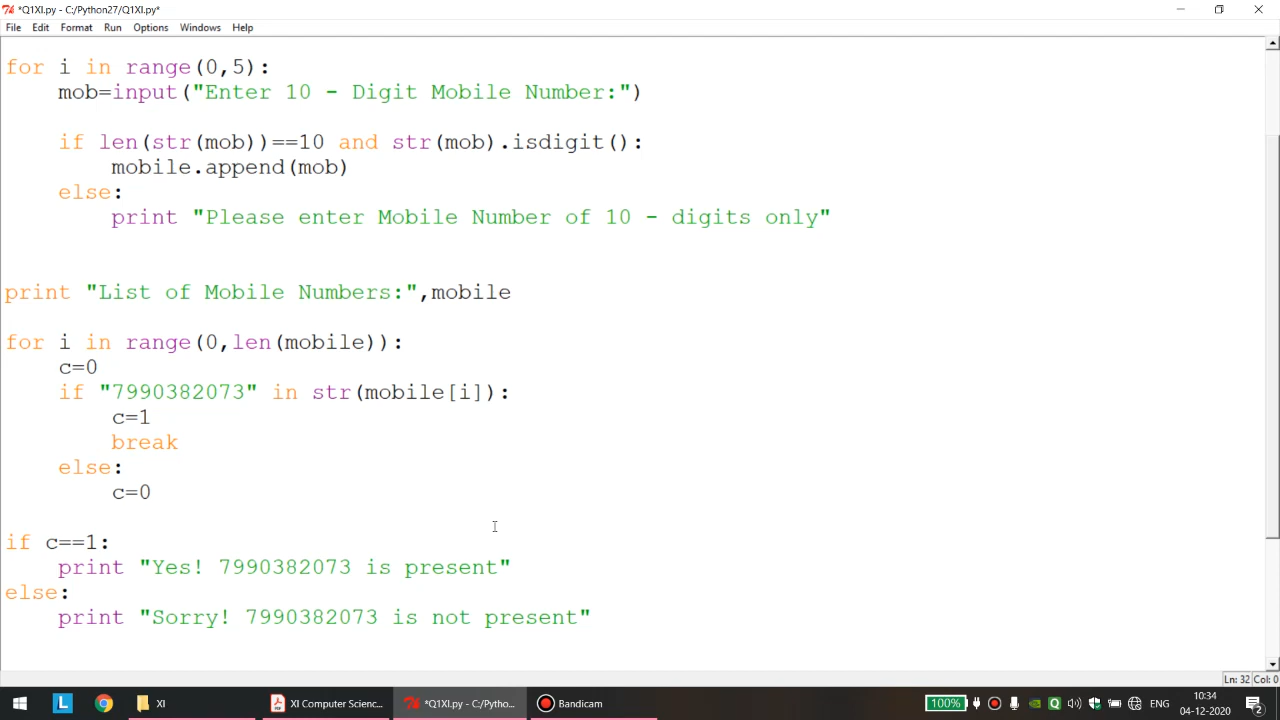 *Q1XI.py - C:/Python27/Q1XI.py*
File Edit Format Run Options Windows Help
for i in range(0,5):
    mob=input("Enter 10 - Digit Mobile Number:")
    if len(str(mob))==10 and str(mob).isdigit():
        mobile.append(mob)
    else:
        print "Please enter Mobile Number of 10 - digits only"
print "List of Mobile Numbers:",mobile
for i in range(0,len(mobile)):
    c=0
    if "7990382073" in str(mobile[i]):
        c=1
        break
    else:
        c=0
if c==1:
    print "Yes! 7990382073 is present"
else:
    print "Sorry! 7990382073 is not present"
Ln: 32 Col: 0
L XI XI Computer Scienc... *Q1XI.py - C:/Pytho... Bandicam 100% ENG 10:34
04-12-2020 2